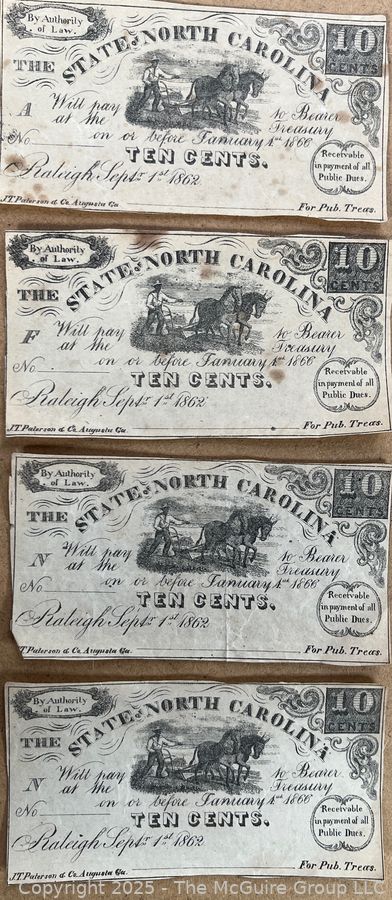 By Authority
of Law.
10
CENTS
THE STATE of NORTH CAROLINA
A Will pay to Bearer
at the Treasury
No on or before January 1st 1866
TEN CENTS.
Raleigh Septr 1st 1862
Receivable
in payment of all
Public Dues.
J.T. Paterson & Co. Augusta Ga.
For Pub. Treas.
By Authority
of Law.
10
CENTS
THE STATE of NORTH CAROLINA
F Will pay to Bearer
at the Treasury
No on or before January 1st 1866
TEN CENTS.
Raleigh Septr 1st 1862
Receivable
in payment of all
Public Dues.
J.T. Paterson & Co. Augusta Ga.
For Pub. Treas.
By Authority
of Law.
10
CENTS
THE STATE of NORTH CAROLINA
N Will pay to Bearer
at the Treasury
No on or before January 1st 1866
TEN CENTS.
Raleigh Septr 1st 1862
Receivable
in payment of all
Public Dues.
J.T. Paterson & Co. Augusta Ga.
For Pub. Treas.
By Authority
of Law.
10
CENTS
THE STATE of NORTH CAROLINA
N Will pay to Bearer
at the Treasury
No on or before January 1st 1866
TEN CENTS.
Raleigh Septr 1st 1862
Receivable
in payment of all
Public Dues.
J.T. Paterson & Co. Augusta Ga.
For Pub. Treas.
Copyright 2025 - The McGuire Group LLC